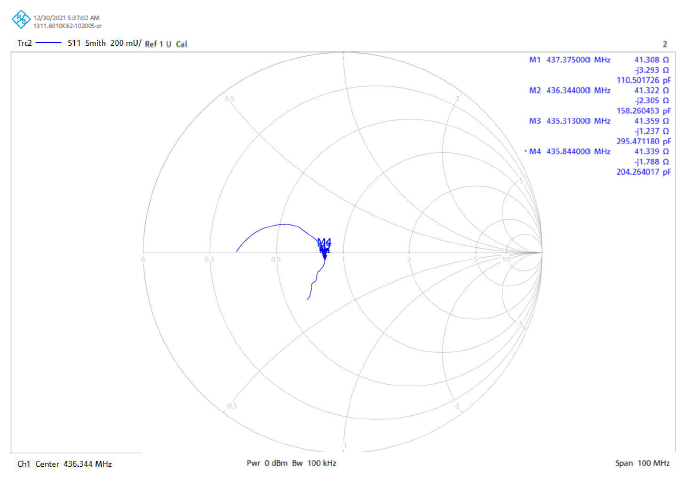 12/30/2021 5:37:02 AM
1311.6010K62-102005-zr
Trc2 S11 Smith 200 mU/ Ref 1 U Cal 2
M1 437.375000 MHz 41.308 Ω
-j3.293 Ω
110.501726 pF
M2 436.344000 MHz 41.322 Ω
-j2.305 Ω
158.260453 pF
M3 435.313000 MHz 41.359 Ω
-j1.237 Ω
295.471180 pF
• M4 435.844000 MHz 41.339 Ω
-j1.788 Ω
204.264017 pF
1
0.5 2
5
M4
0 0.2 0.5 1 2 5 10
-5
-0.5 -2
-1
Ch1 Center 436.344 MHz Pwr 0 dBm Bw 100 kHz Span 100 MHz